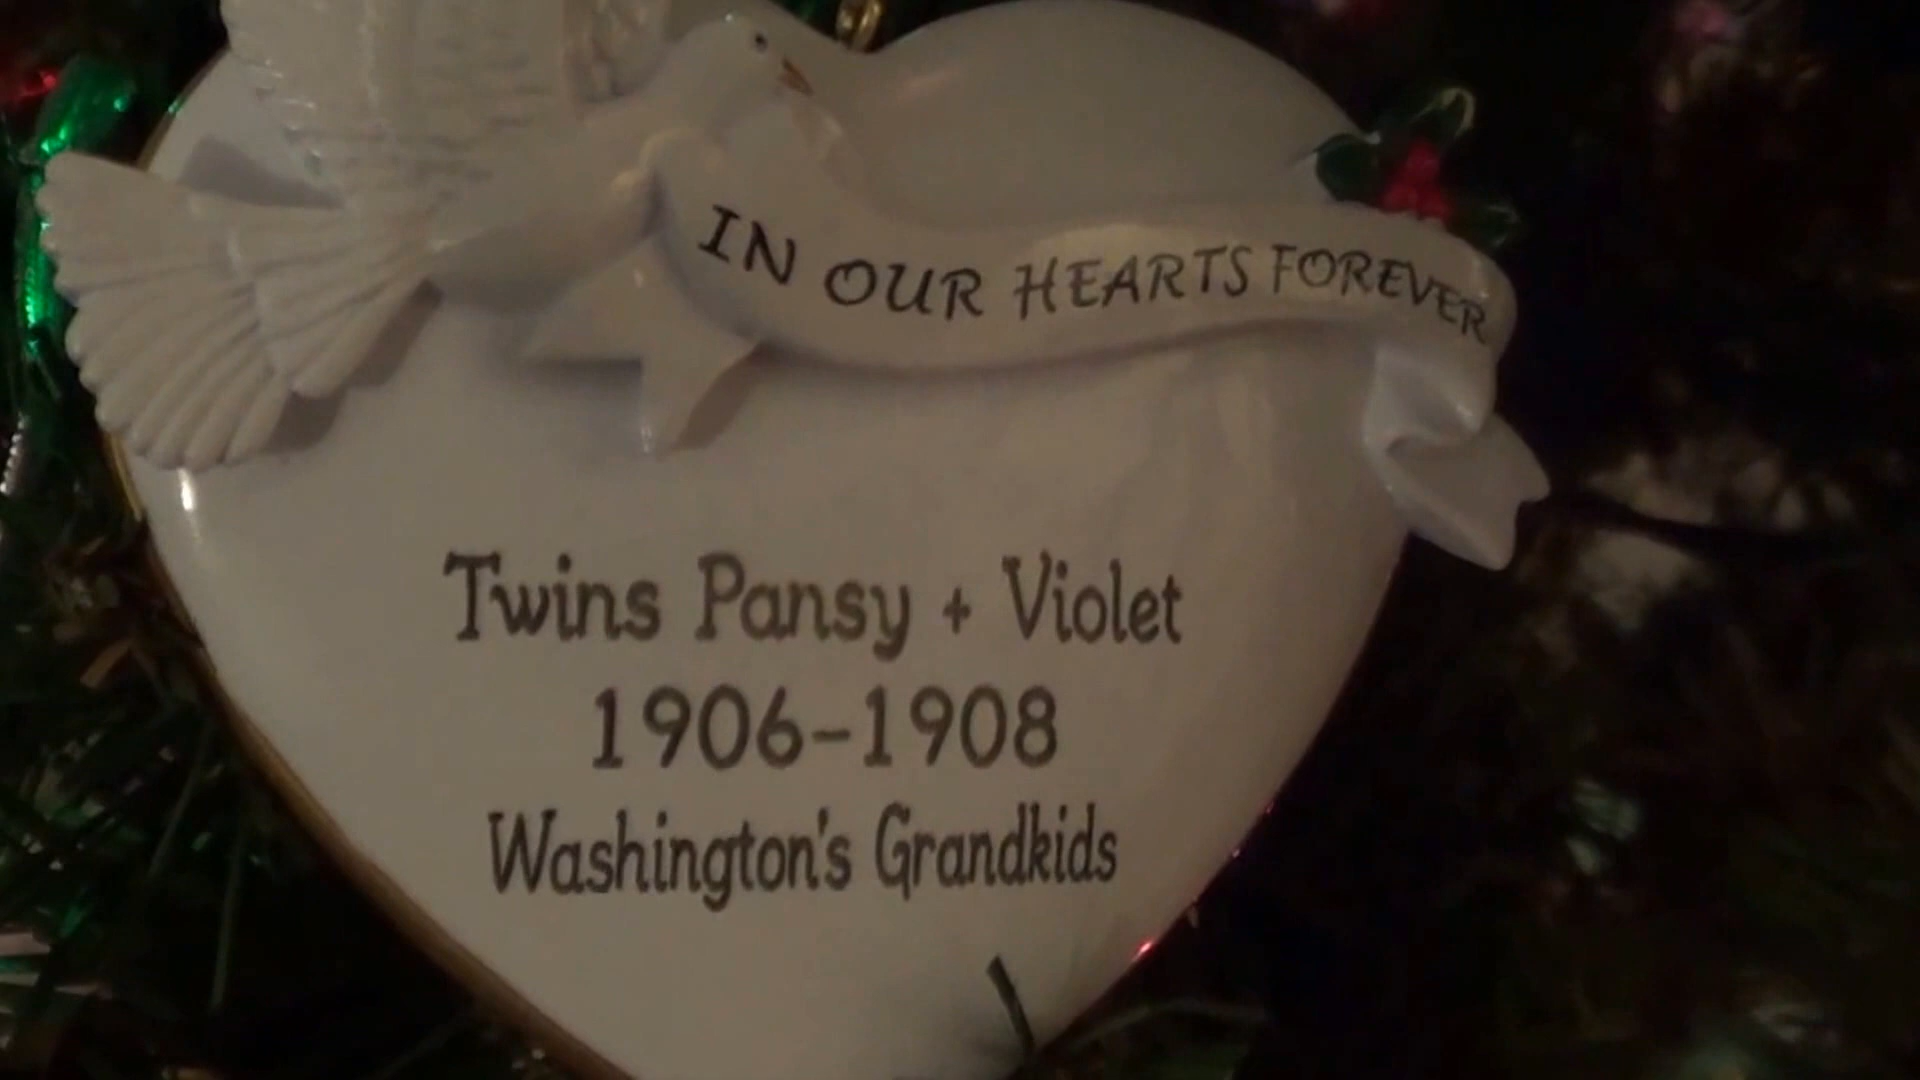 IN OUR HEARTS FOREVER
Twins Pansy + Violet
1906-1908
Washington's Grandkids